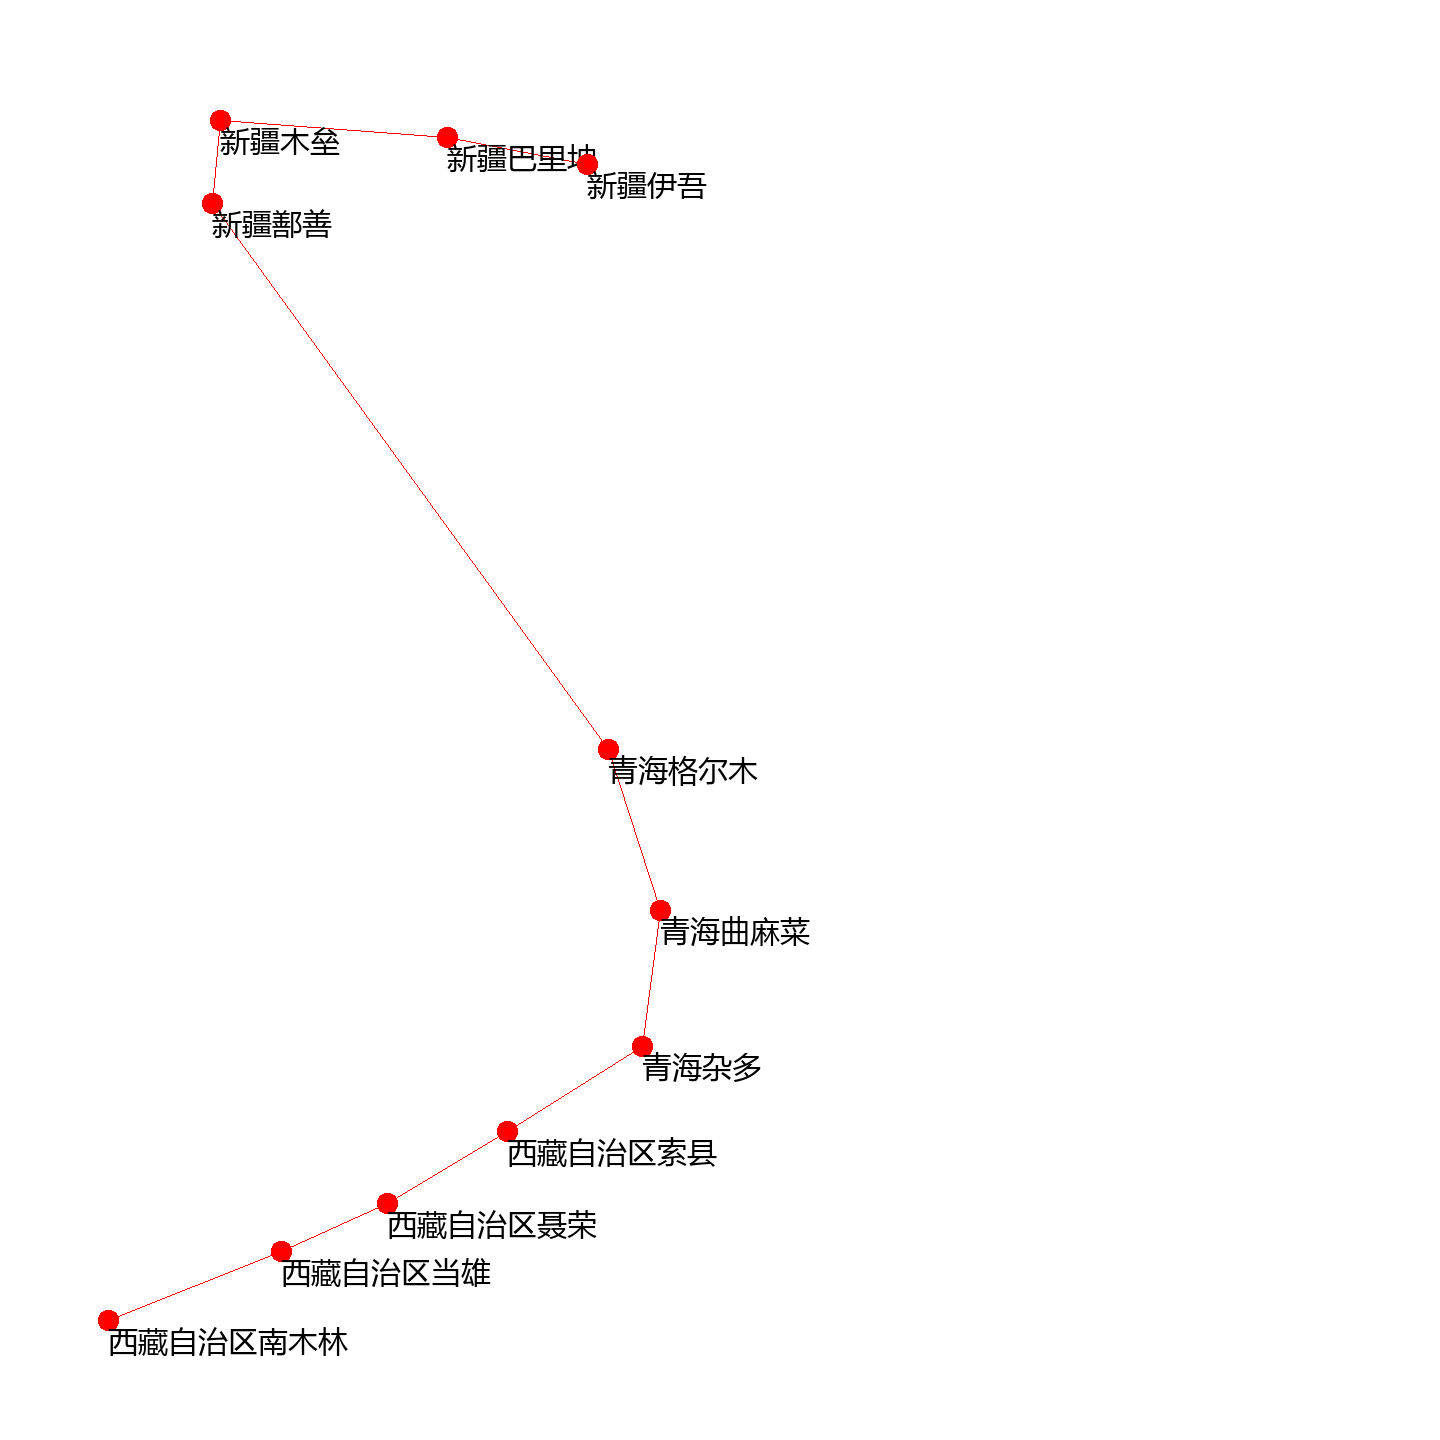 新疆木垒
新疆巴里坤
新疆伊吾
新疆鄯善
青海格尔木
青海曲麻菜
青海杂多
西藏自治区索县
西藏自治区聂荣
西藏自治区当雄
西藏自治区南木林